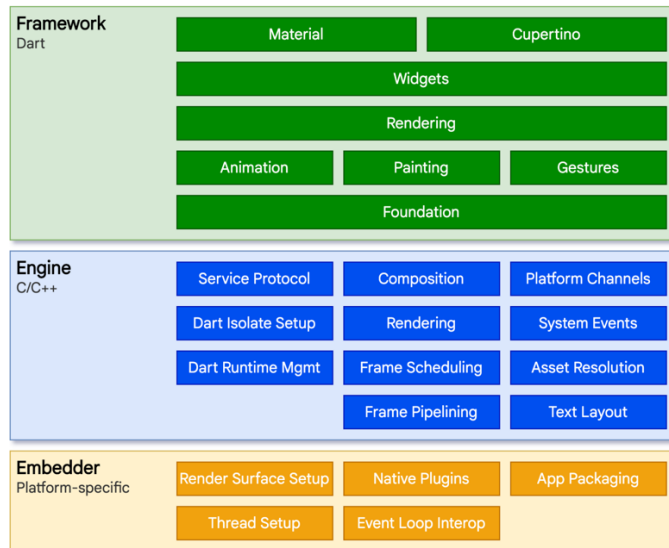 Framework
Dart
Material
Cupertino
Widgets
Rendering
Animation
Painting
Gestures
Foundation
Engine
C/C++
Service Protocol
Composition
Platform Channels
Dart Isolate Setup
Rendering
System Events
Dart Runtime Mgmt
Frame Scheduling
Asset Resolution
Frame Pipelining
Text Layout
Embedder
Platform-specific
Render Surface Setup
Native Plugins
App Packaging
Thread Setup
Event Loop Interop